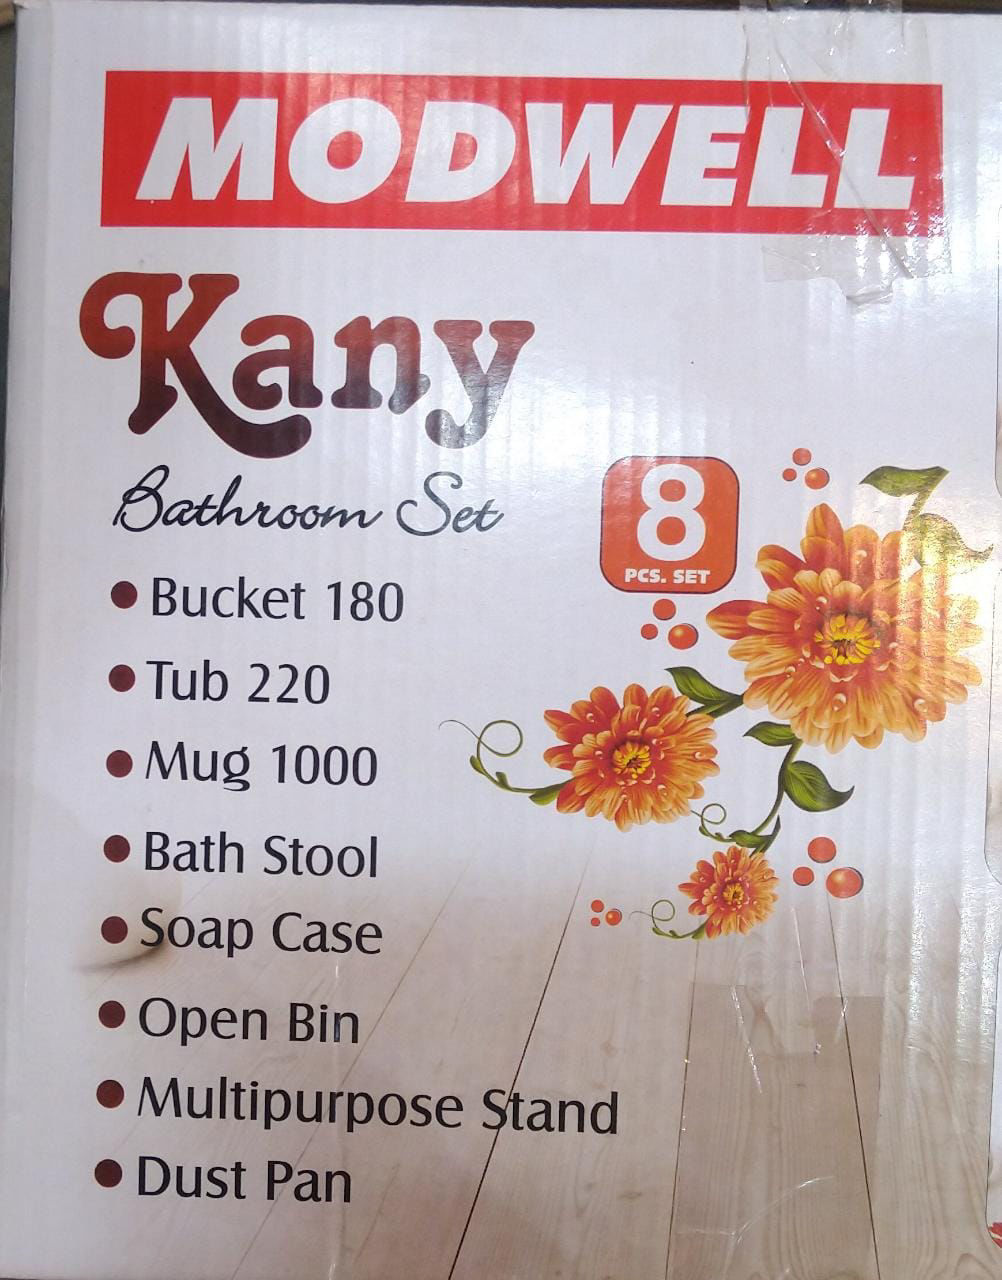 MODWELL
Kany
Bathroom Set
8
PCS. SET
• Bucket 180
• Tub 220
• Mug 1000
• Bath Stool
• Soap Case
• Open Bin
• Multipurpose Stand
• Dust Pan